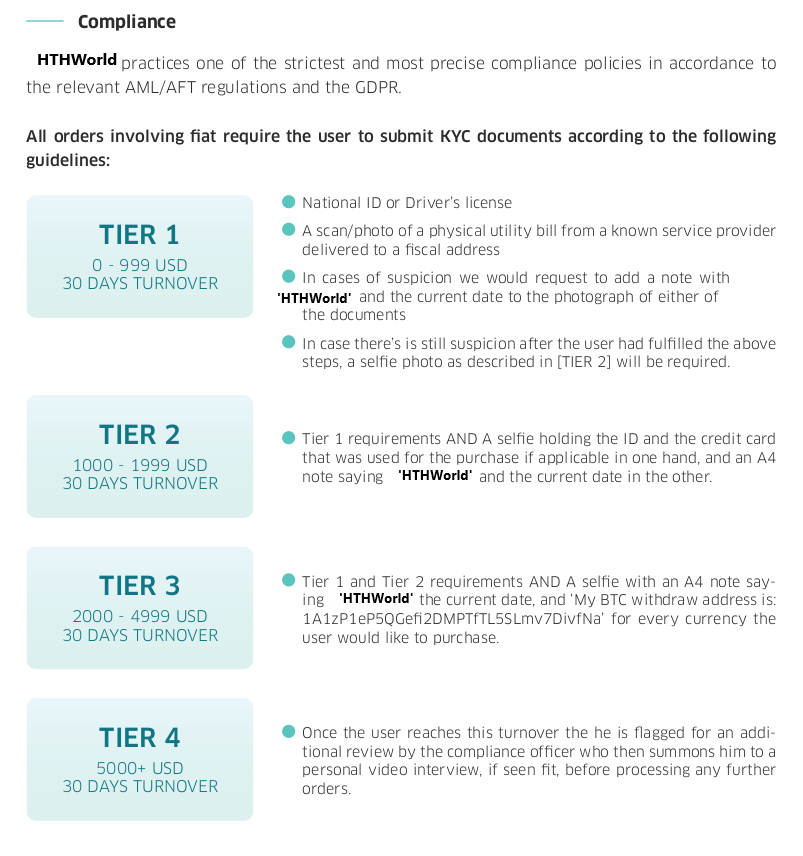 Compliance
HTHWorld practices one of the strictest and most precise compliance policies in accordance to
the relevant AML/AFT regulations and the GDPR.
All orders involving fiat require the user to submit KYC documents according to the following
guidelines:
TIER 1
0 - 999 USD
30 DAYS TURNOVER
National ID or Driver's license
A scan/photo of a physical utility bill from a known service provider
delivered to a fiscal address
In cases of suspicion we would request to add a note with
'HTHWorld' and the current date to the photograph of either of
the documents
In case there's is still suspicion after the user had fulfilled the above
steps, a selfie photo as described in [TIER 2] will be required.
TIER 2
1000 - 1999 USD
30 DAYS TURNOVER
Tier 1 requirements AND A selfie holding the ID and the credit card
that was used for the purchase if applicable in one hand, and an A4
note saying 'HTHWorld' and the current date in the other.
TIER 3
2000 - 4999 USD
30 DAYS TURNOVER
Tier 1 and Tier 2 requirements AND A selfie with an A4 note say-
ing 'HTHWorld' the current date, and 'My BTC withdraw address is:
1A1zP1eP5QGefi2DMPTfTL5SLmv7DivfNa' for every currency the
user would like to purchase.
TIER 4
5000+ USD
30 DAYS TURNOVER
Once the user reaches this turnover the he is flagged for an addi-
tional review by the compliance officer who then summons him to a
personal video interview, if seen fit, before processing any further
orders.